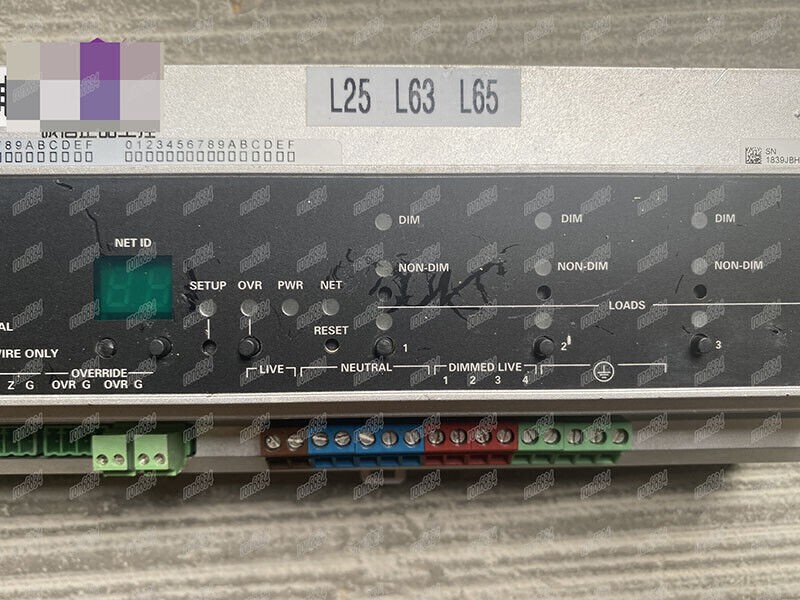 L25 L63 L65
789ABCDEF 0123456789ABCDEF
SN
1839JBH
NET ID
DIM DIM DIM
SETUP OVR PWR NET
NON-DIM NON-DIM NON-DIM
LOADS
RESET
WIRE ONLY
1 2 3
OVERRIDE
LIVE NEUTRAL DIMMED LIVE
Z G OVR G OVR G
1 2 3 4